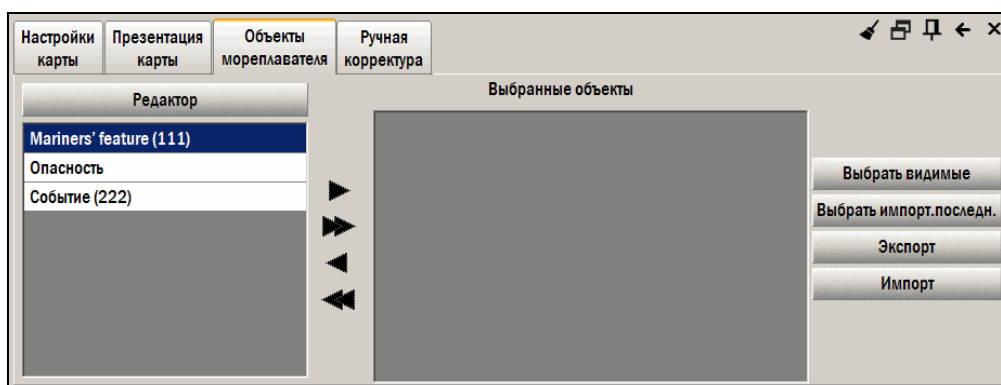 Настройки карты
Презентация карты
Объекты мореплавателя
Ручная корректура
Редактор
Выбранные объекты
Mariners' feature (111)
Опасность
Событие (222)
Выбрать видимые
Выбрать импорт.последн.
Экспорт
Импорт